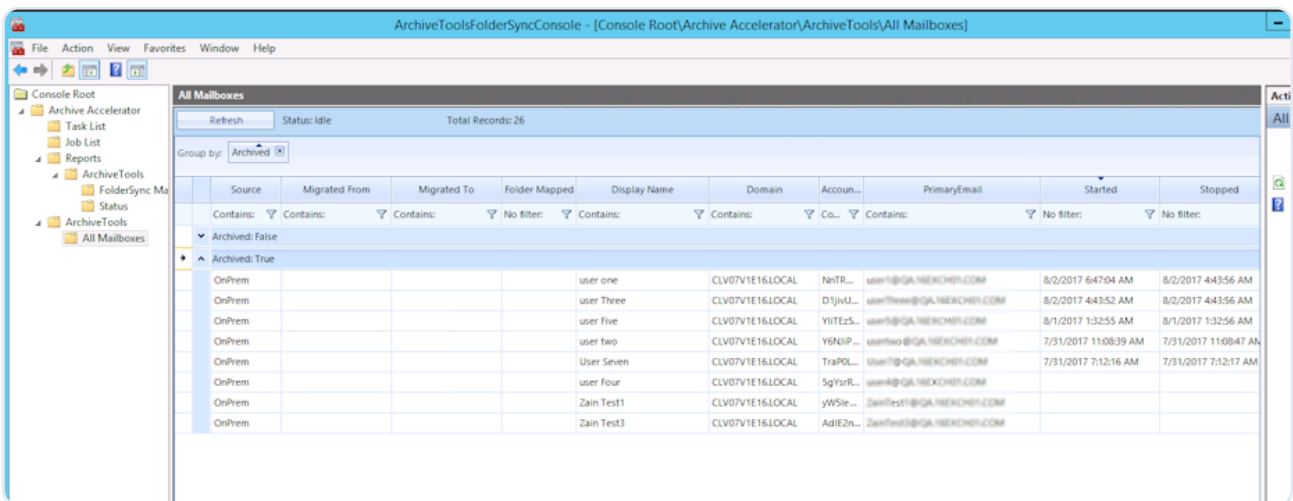 ArchiveToolsFolderSyncConsole - [Console Root\Archive Accelerator\ArchiveTools\All Mailboxes]
File Action View Favorites Window Help
Console Root
Archive Accelerator
Task List
Job List
Reports
ArchiveTools
FolderSync Ma
Status
ArchiveTools
All Mailboxes
All Mailboxes
Refresh Status: Idle Total Records: 26
Group by: Archived
Source Migrated From Migrated To Folder Mapped Display Name Domain Accoun... PrimaryEmail Started Stopped
Contains: Contains: Contains: No filter: Contains: Contains: Co... Contains: No filter: No filter:
Archived: False
Archived: True
OnPrem user one CLV07V1E16.LOCAL NnTR... 8/2/2017 6:47:04 AM 8/2/2017 4:43:56 AM
OnPrem user Three CLV07V1E16.LOCAL D1jivU... 8/2/2017 4:43:52 AM 8/2/2017 4:43:56 AM
OnPrem user Five CLV07V1E16.LOCAL 8/1/2017 1:32:55 AM 8/1/2017 1:32:56 AM
OnPrem user two CLV07V1E16.LOCAL 7/31/2017 11:08:39 AM 7/31/2017 11:08:47 AM
OnPrem User Seven CLV07V1E16.LOCAL TraP0L... 7/31/2017 7:12:16 AM 7/31/2017 7:12:17 AM
OnPrem user Four CLV07V1E16.LOCAL SgYsrR...
OnPrem Zain Test1 CLV07V1E16.LOCAL
OnPrem Zain Test3 CLV07V1E16.LOCAL
Acti
All